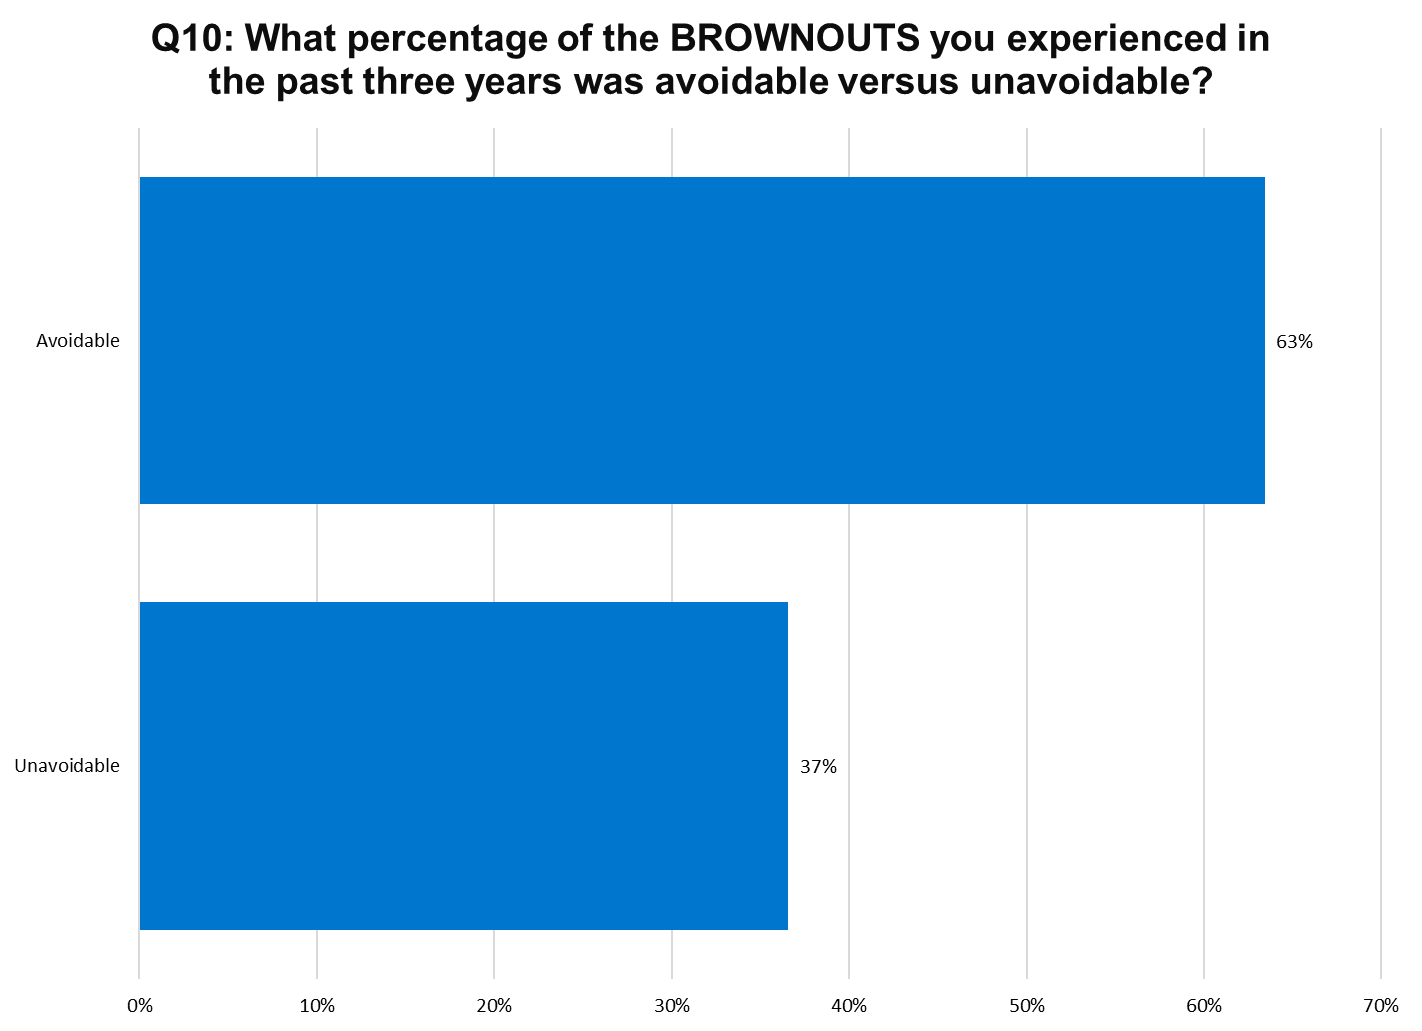 Q10: What percentage of the BROWNOUTS you experienced in
the past three years was avoidable versus unavoidable?
Avoidable
63%
Unavoidable
37%
0%
10%
20%
30%
40%
50%
60%
70%